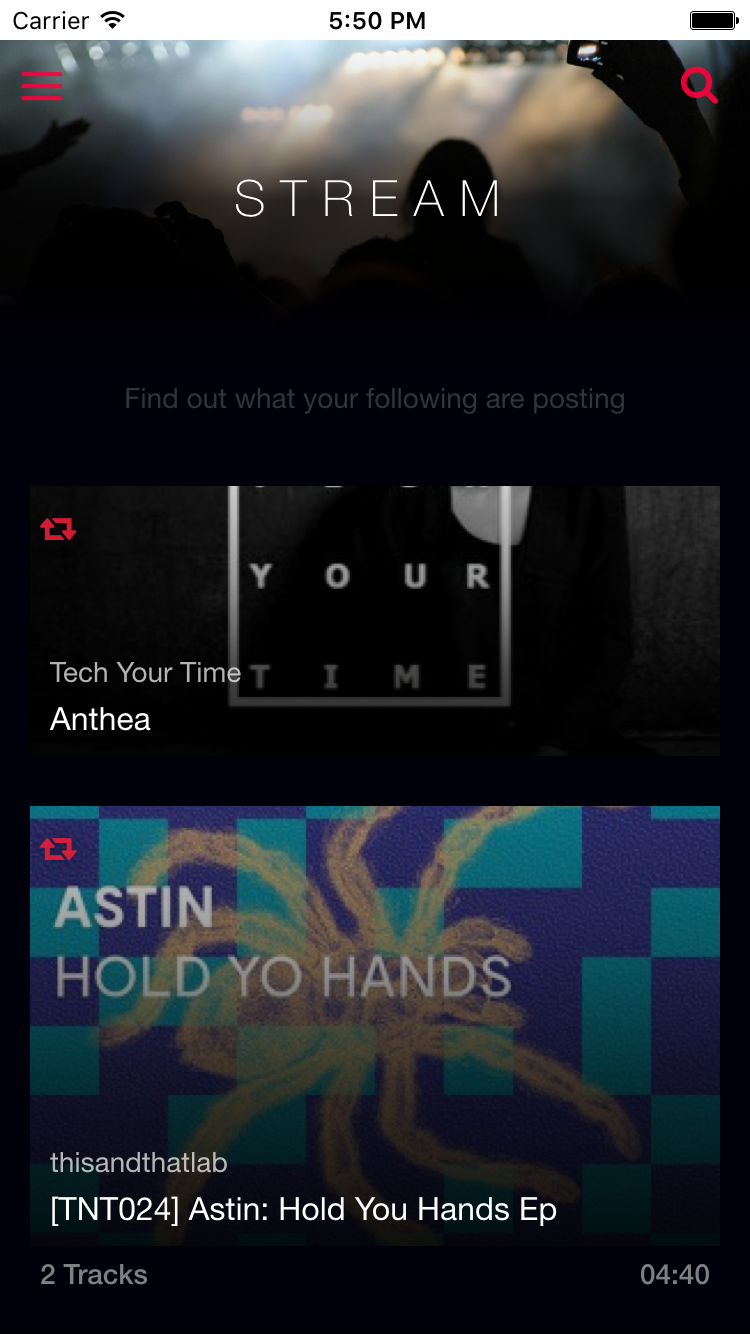 Carrier 5:50 PM
STREAM
Find out what your following are posting
YOUR
TIME
Tech Your Time
Anthea
ASTIN
HOLD YO HANDS
thisandthatlab
[TNT024] Astin: Hold You Hands Ep
2 Tracks 04:40